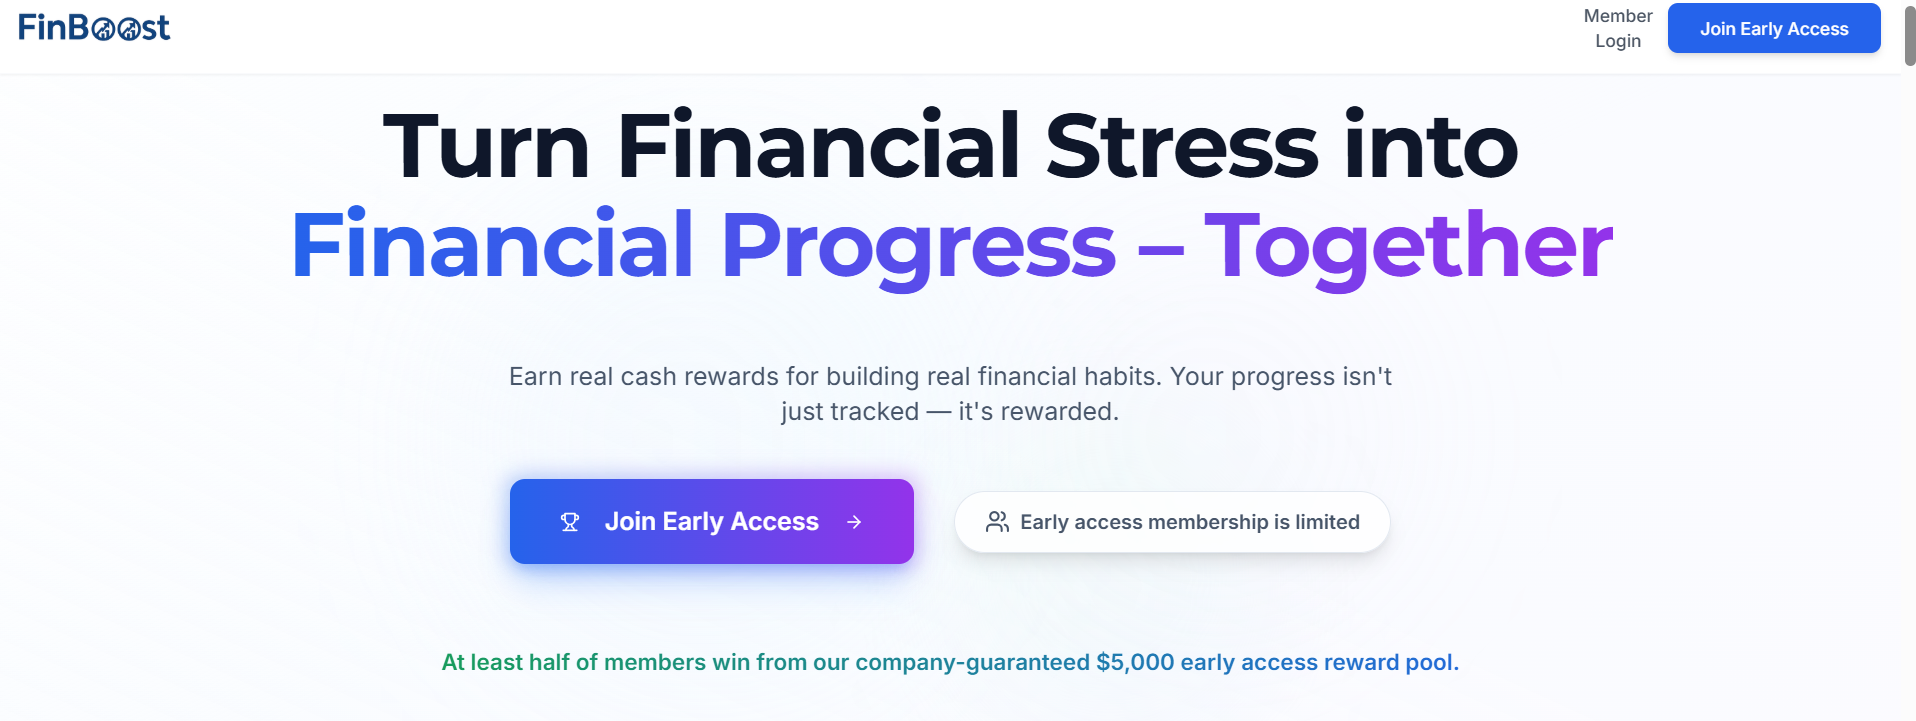 FinBoost
Member
Login
Join Early Access
Turn Financial Stress into
Financial Progress – Together
Earn real cash rewards for building real financial habits. Your progress isn't
just tracked — it's rewarded.
Join Early Access
Early access membership is limited
At least half of members win from our company-guaranteed $5,000 early access reward pool.